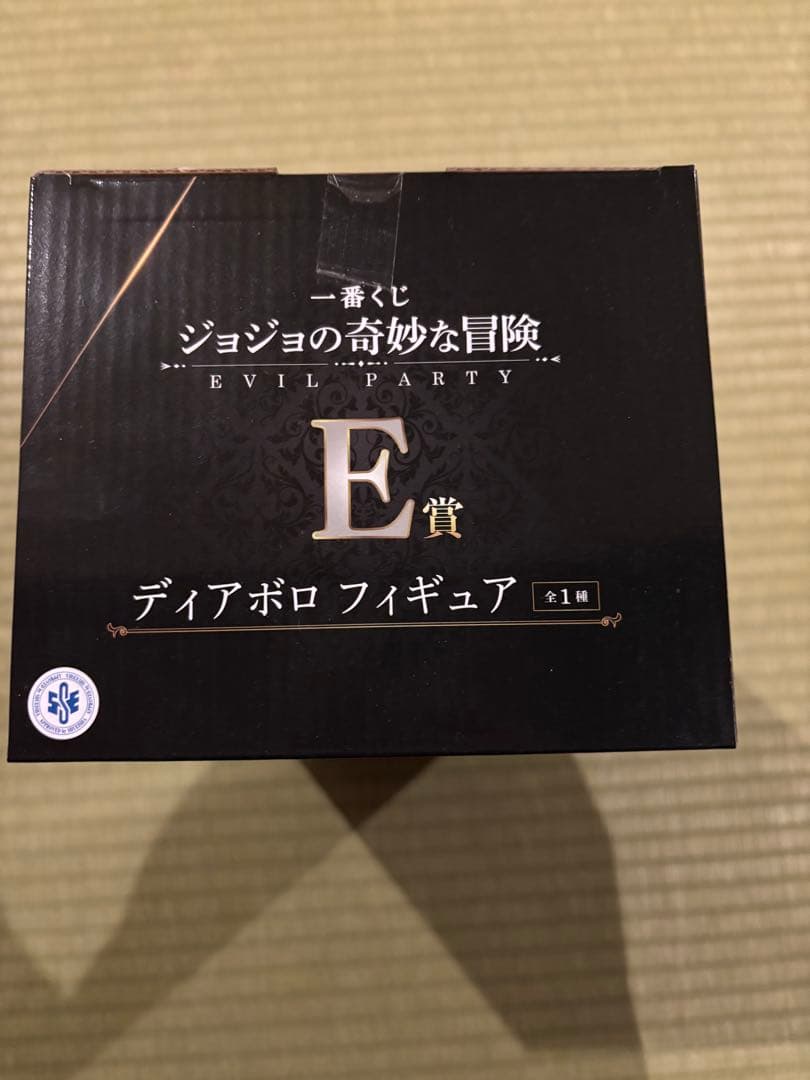 一番くじ
ジョジョの奇妙な冒険
EVIL PARTY
E賞
ディアボロ フィギュア 全1種